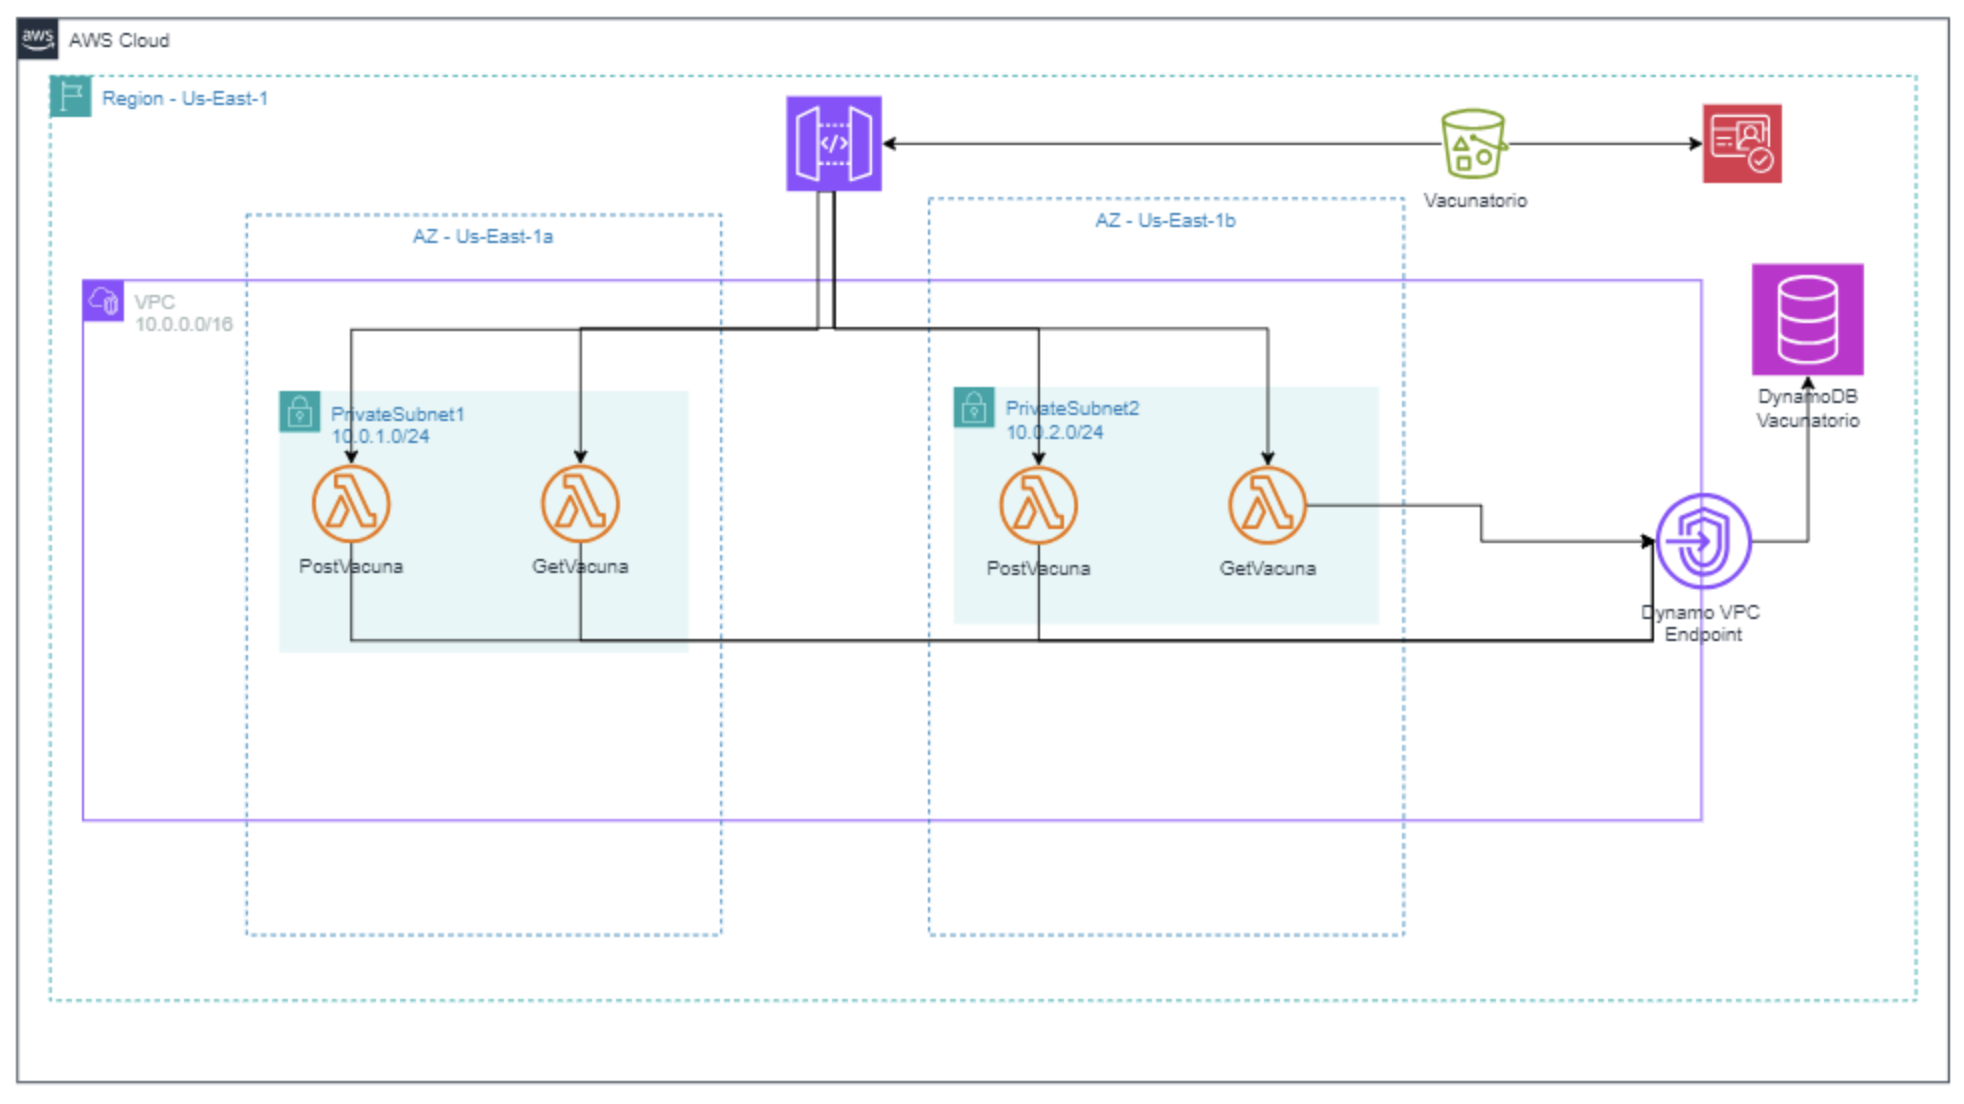 aws
AWS Cloud
Region - Us-East-1
</>
Vacunatorio
AZ - Us-East-1a
AZ - Us-East-1b
VPC
10.0.0.0/16
DynamoDB
Vacunatorio
PrivateSubnet1
10.0.1.0/24
PrivateSubnet2
10.0.2.0/24
PostVacuna
GetVacuna
PostVacuna
GetVacuna
Dynamo VPC
Endpoint